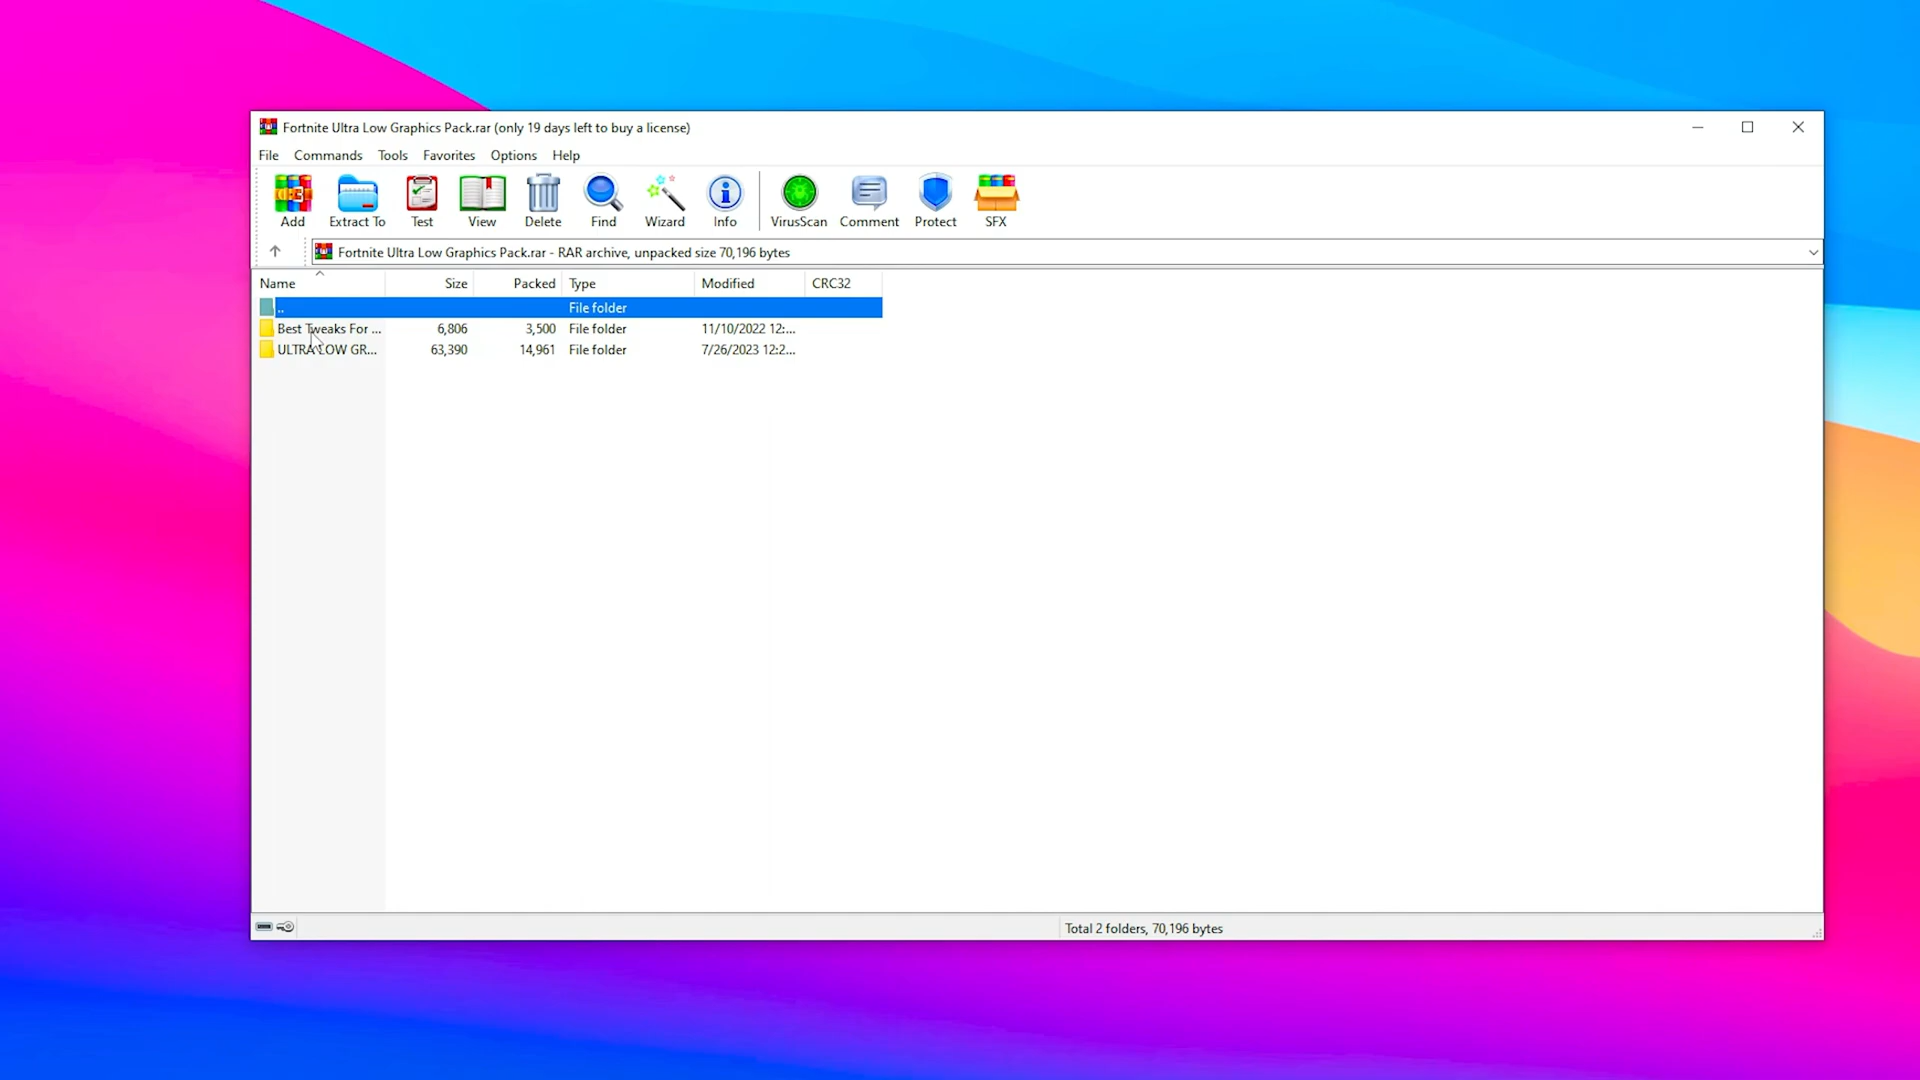 Fortnite Ultra Low Graphics Pack.rar (only 19 days left to buy a license)
File Commands Tools Favorites Options Help
Add Extract To Test View Delete Find Wizard Info VirusScan Comment Protect SFX
Fortnite Ultra Low Graphics Pack.rar - RAR archive, unpacked size 70,196 bytes
Name Size Packed Type Modified CRC32
.. File folder
Best Tweaks For ... 6,806 3,500 File folder 11/10/2022 12:...
ULTRA LOW GR... 63,390 14,961 File folder 7/26/2023 12:2...
Total 2 folders, 70,196 bytes